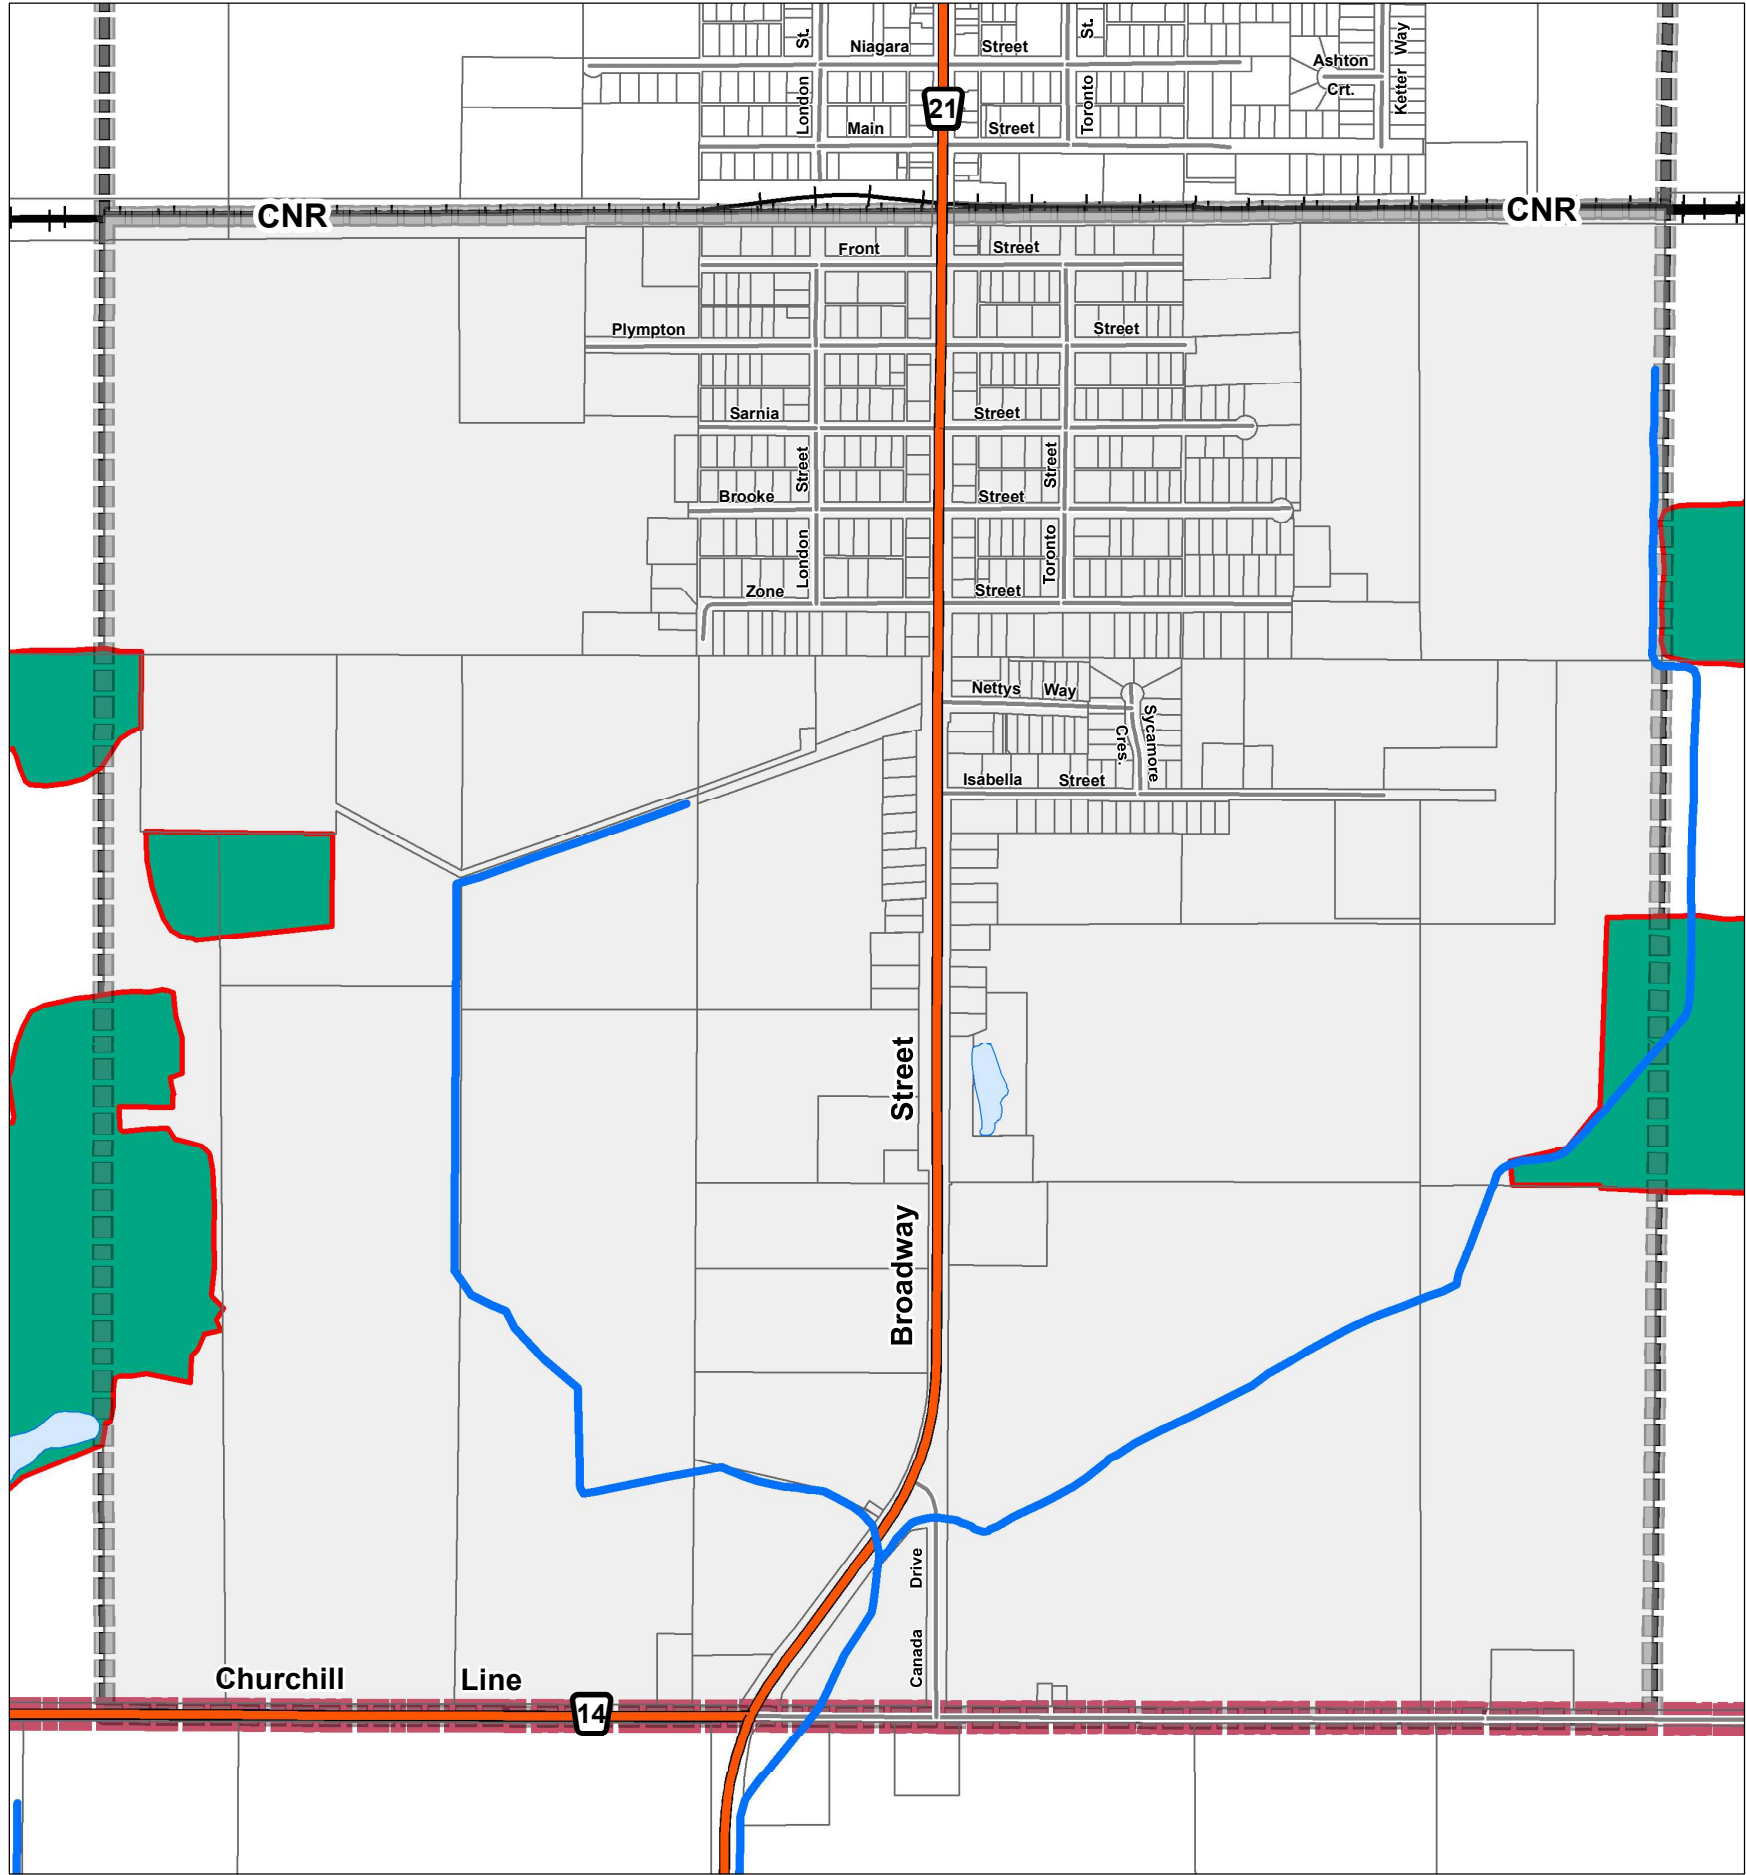 St.
St.
Niagara Street
Ashton
Crt.
Ketter Way
London
Toronto
21
Main Street
CNR
CNR
Front Street
Plympton Street
Sarnia Street
Street
Street
Brooke Street
London
Toronto
Zone Street
Nettys Way
Sycamore
Cres.
Isabella Street
Broadway Street
Canada Drive
Churchill Line
14